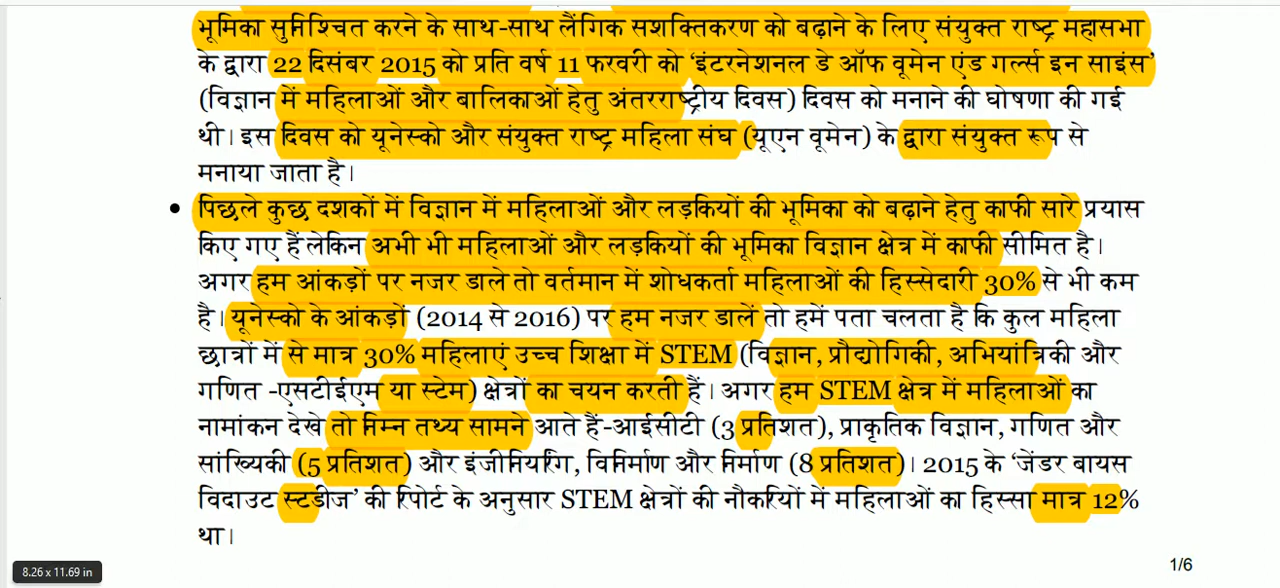 भूमिका सुनिश्चित करने के साथ-साथ लैंगिक सशक्तिकरण को बढ़ाने के लिए संयुक्त राष्ट्र महासभा
के द्वारा 22 दिसंबर 2015 को प्रति वर्ष 11 फरवरी को ‘इंटरनेशनल डे ऑफ वूमेन एंड गर्ल्स इन साइंस’
(विज्ञान में महिलाओं और बालिकाओं हेतु अंतरराष्ट्रीय दिवस) दिवस को मनाने की घोषणा की गई
थी। इस दिवस को यूनेस्को और संयुक्त राष्ट्र महिला संघ (यूएन वूमेन) के द्वारा संयुक्त रूप से
मनाया जाता है।
• पिछले कुछ दशकों में विज्ञान में महिलाओं और लड़कियों की भूमिका को बढ़ाने हेतु काफी सारे प्रयास
किए गए हैं लेकिन अभी भी महिलाओं और लड़कियों की भूमिका विज्ञान क्षेत्र में काफी सीमित है।
अगर हम आंकड़ों पर नजर डाले तो वर्तमान में शोधकर्ता महिलाओं की हिस्सेदारी 30% से भी कम
है। यूनेस्को के आंकड़ों (2014 से 2016) पर हम नजर डालें तो हमें पता चलता है कि कुल महिला
छात्रों में से मात्र 30% महिलाएं उच्च शिक्षा में STEM (विज्ञान, प्रौद्योगिकी, अभियांत्रिकी और
गणित -एसटीईएम या स्टेम) क्षेत्रों का चयन करती हैं। अगर हम STEM क्षेत्र में महिलाओं का
नामांकन देखे तो निम्न तथ्य सामने आते हैं-आईसीटी (3 प्रतिशत), प्राकृतिक विज्ञान, गणित और
सांख्यिकी (5 प्रतिशत) और इंजीनियरिंग, विनिर्माण और निर्माण (8 प्रतिशत)। 2015 के ‘जेंडर बायस
विदाउट स्टडीज’ की रिपोर्ट के अनुसार STEM क्षेत्रों की नौकरियों में महिलाओं का हिस्सा मात्र 12%
था।
1/6
8.26 x 11.69 in